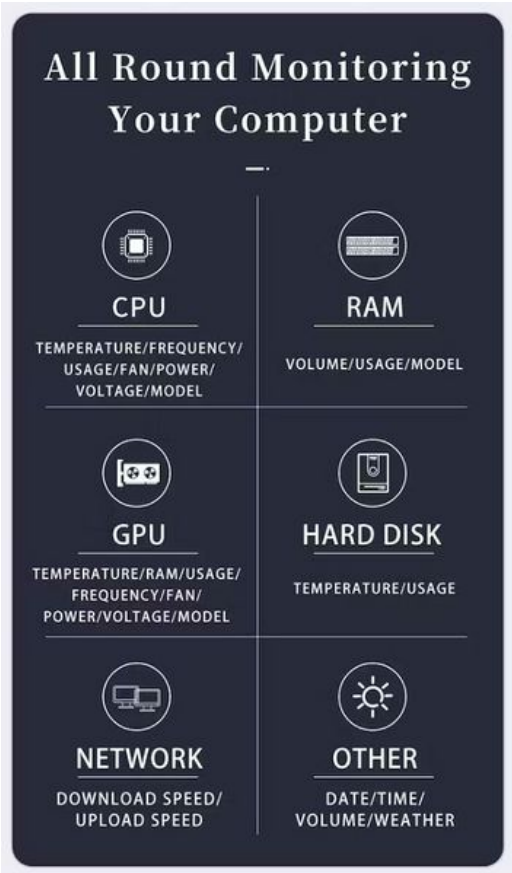 All Round Monitoring
Your Computer
CPU
TEMPERATURE/FREQUENCY/
USAGE/FAN/POWER/
VOLTAGE/MODEL
RAM
VOLUME/USAGE/MODEL
GPU
TEMPERATURE/RAM/USAGE/
FREQUENCY/FAN/
POWER/VOLTAGE/MODEL
HARD DISK
TEMPERATURE/USAGE
NETWORK
DOWNLOAD SPEED/
UPLOAD SPEED
OTHER
DATE/TIME/
VOLUME/WEATHER